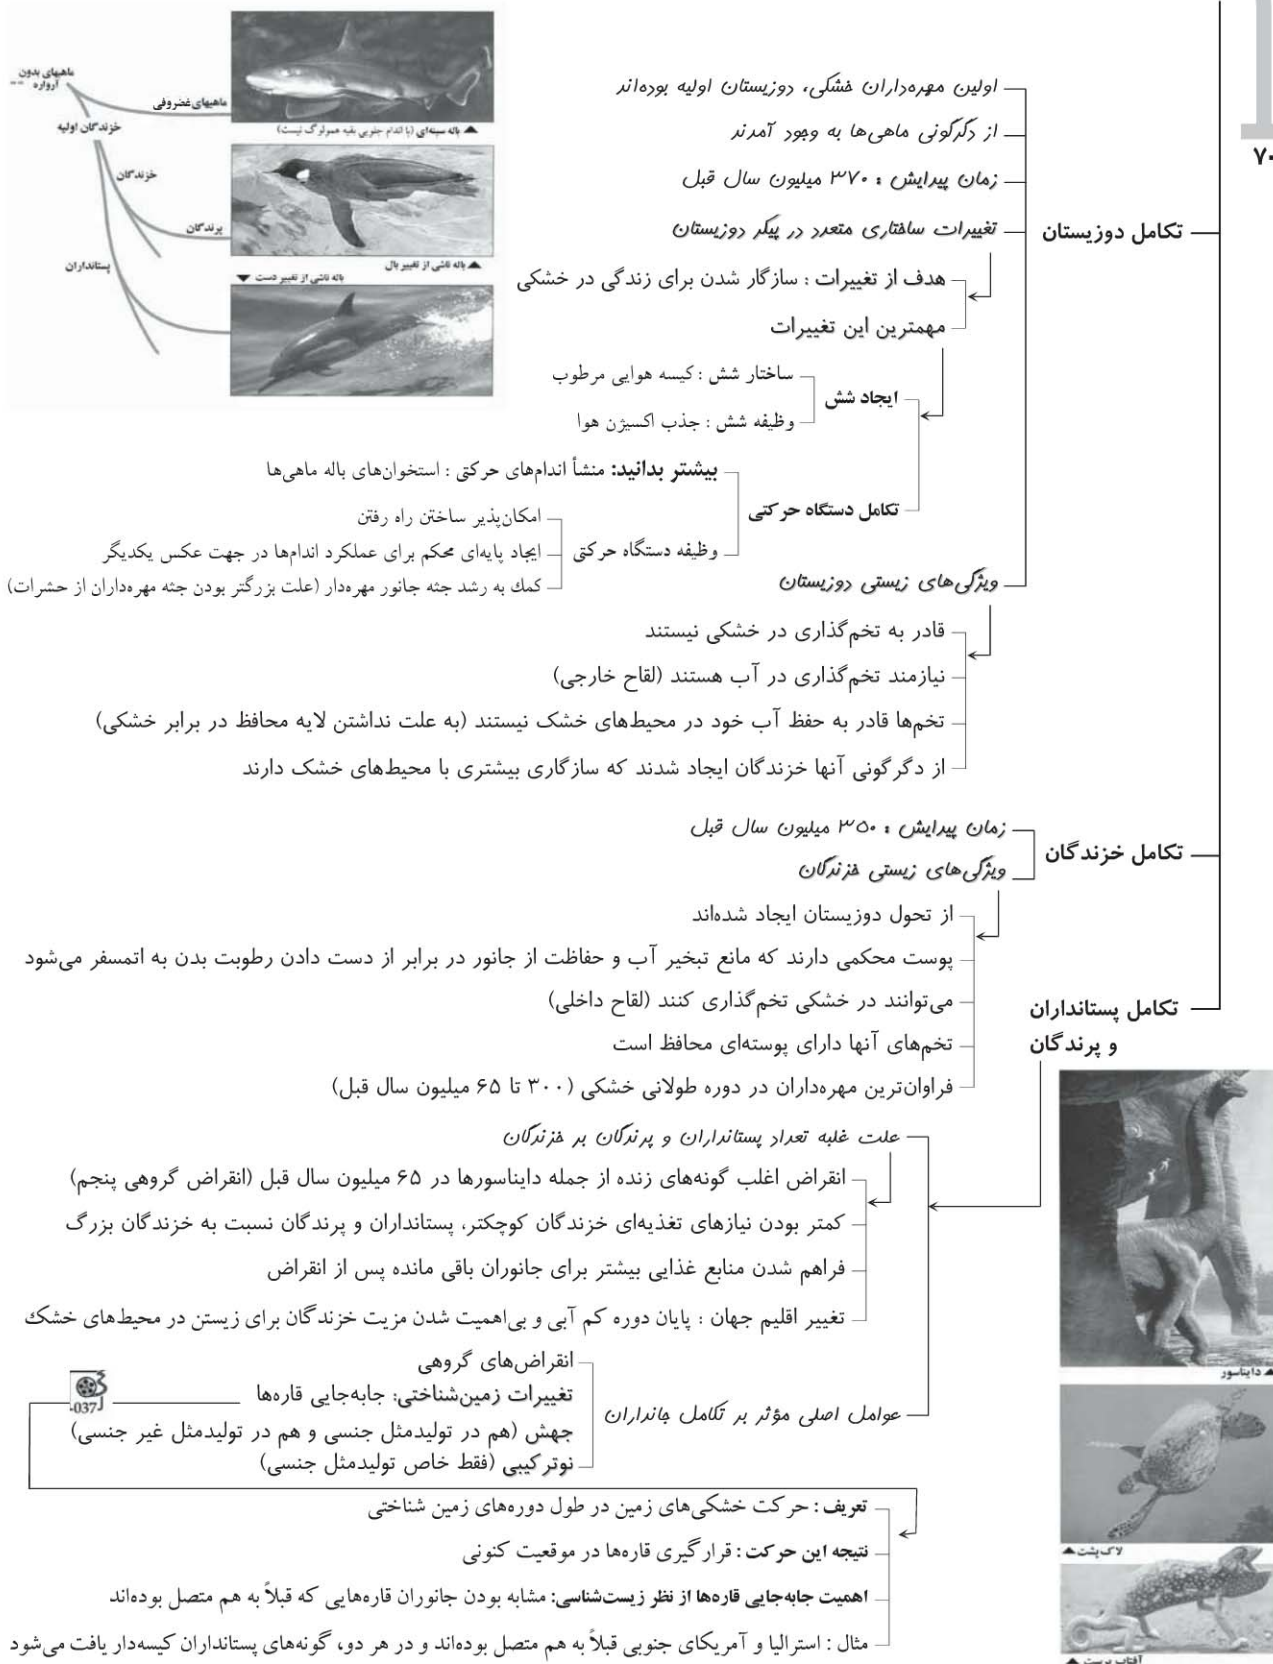 ۷۰
ماهیهای بدون آرواره
ماهیهای غضروفی
خزندگان اولیه
خزندگان
پرندگان
پستانداران
باله سینه‌ای (با اندام جلویی بقیه همولوگ نیست)
باله ناشی از تغییر بال
باله ناشی از تغییر دست
تکامل دوزیستان
اولین مهره‌داران خشکی، دوزیستان اولیه بوده‌اند
از دگرگونی ماهی‌ها به وجود آمدند
زمان پیدایش : ۳۷۰ میلیون سال قبل
تغییرات ساختاری متعدد در پیکر دوزیستان
هدف از تغییرات : سازگار شدن برای زندگی در خشکی
مهمترین این تغییرات
ایجاد شش
ساختار شش : کیسه هوایی مرطوب
وظیفه شش : جذب اکسیژن هوا
تکامل دستگاه حرکتی
بیشتر بدانید: منشأ اندام‌های حرکتی : استخوان‌های باله ماهی‌ها
وظیفه دستگاه حرکتی
امکان‌پذیر ساختن راه رفتن
ایجاد پایه‌ای محکم برای عملکرد اندام‌ها در جهت عکس یکدیگر
کمك به رشد جثه جانور مهره‌دار (علت بزرگتر بودن جثه مهره‌داران از حشرات)
ویژگی‌های زیستی دوزیستان
قادر به تخم‌گذاری در خشکی نیستند
نیازمند تخم‌گذاری در آب هستند (لقاح خارجی)
تخم‌ها قادر به حفظ آب خود در محیط‌های خشک نیستند (به علت نداشتن لایه محافظ در برابر خشکی)
از دگرگونی آنها خزندگان ایجاد شدند که سازگاری بیشتری با محیط‌های خشک دارند
تکامل خزندگان
زمان پیدایش : ۳۵۰ میلیون سال قبل
ویژگی‌های زیستی خزندگان
از تحول دوزیستان ایجاد شده‌اند
پوست محکمی دارند که مانع تبخیر آب و حفاظت از جانور در برابر از دست دادن رطوبت بدن به اتمسفر می‌شود
می‌توانند در خشکی تخم‌گذاری کنند (لقاح داخلی)
تخم‌های آنها دارای پوسته‌ای محافظ است
فراوان‌ترین مهره‌داران در دوره طولانی خشکی (۳۰۰ تا ۶۵ میلیون سال قبل)
تکامل پستانداران
و پرندگان
علت غلبه تعداد پستانداران و پرندگان بر خزندگان
انقراض اغلب گونه‌های زنده از جمله دایناسورها در ۶۵ میلیون سال قبل (انقراض گروهی پنجم)
کمتر بودن نیازهای تغذیه‌ای خزندگان کوچکتر، پستانداران و پرندگان نسبت به خزندگان بزرگ
فراهم شدن منابع غذایی بیشتر برای جانوران باقی مانده پس از انقراض
تغییر اقلیم جهان : پایان دوره کم آبی و بی‌اهمیت شدن مزیت خزندگان برای زیستن در محیط‌های خشك
عوامل اصلی مؤثر بر تکامل جانداران
انقراض‌های گروهی
تغییرات زمین‌شناختی: جابه‌جایی قاره‌ها
037
جهش (هم در تولیدمثل جنسی و هم در تولیدمثل غیر جنسی)
نوترکیبی (فقط خاص تولیدمثل جنسی)
تعریف : حرکت خشکی‌های زمین در طول دوره‌های زمین شناختی
نتیجه این حرکت : قرارگیری قاره‌ها در موقعیت کنونی
اهمیت جابه‌جایی قاره‌ها از نظر زیست‌شناسی: مشابه بودن جانوران قاره‌هایی که قبلاً به هم متصل بوده‌اند
مثال : استرالیا و آمریکای جنوبی قبلاً به هم متصل بوده‌اند و در هر دو، گونه‌های پستانداران کیسه‌دار یافت می‌شود
دایناسور
لاک‌پشت
آفتاب پرست